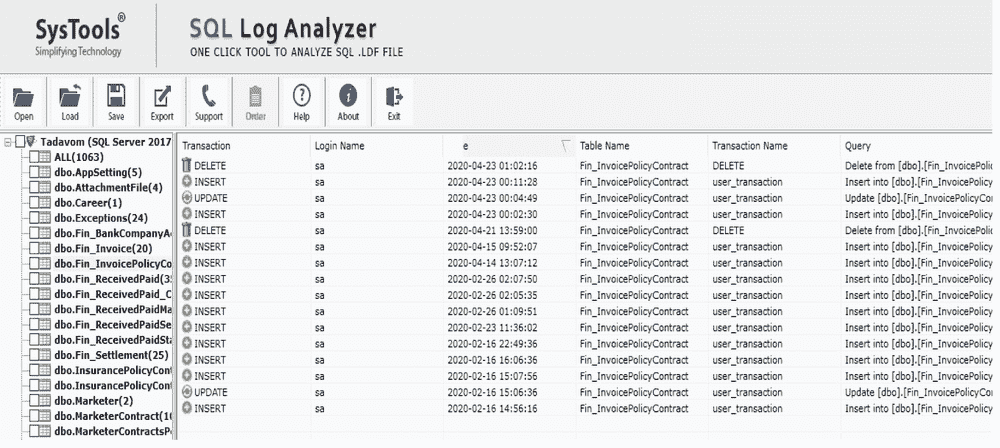 SysTools®
Simplifying Technology
SQL Log Analyzer
ONE CLICK TOOL TO ANALYZE SQL .LDF FILE
Open Load Save Export Support Order Help About Exit
Tadavom (SQL Server 2017
ALL(1063)
dbo.AppSetting(5)
dbo.AttachmentFile(4)
dbo.Career(1)
dbo.Exceptions(24)
dbo.Fin_BankCompanyA
dbo.Fin_Invoice(20)
dbo.Fin_InvoicePolicyCo
dbo.Fin_ReceivedPaid(3
dbo.Fin_ReceivedPaid_C
dbo.Fin_ReceivedPaidMa
dbo.Fin_ReceivedPaidSe
dbo.Fin_ReceivedPaidSta
dbo.Fin_Settlement(25)
dbo.InsurancePolicyCont
dbo.InsurancePolicyCont
dbo.Marketer(2)
dbo.MarketerContract(10
dbo.MarketerContractsPo
Transaction Login Name e Table Name Transaction Name Query
DELETE sa 2020-04-23 01:02:16 Fin_InvoicePolicyContract DELETE Delete from [dbo].[Fin_InvoicePolic
INSERT sa 2020-04-23 00:11:28 Fin_InvoicePolicyContract user_transaction Insert into [dbo].[Fin_InvoicePolicy
UPDATE sa 2020-04-23 00:04:49 Fin_InvoicePolicyContract user_transaction Update [dbo].[Fin_InvoicePolicyCo
INSERT sa 2020-04-23 00:02:30 Fin_InvoicePolicyContract user_transaction Insert into [dbo].[Fin_InvoicePolicy
DELETE sa 2020-04-21 13:59:00 Fin_InvoicePolicyContract DELETE Delete from [dbo].[Fin_InvoicePolic
INSERT sa 2020-04-15 09:52:07 Fin_InvoicePolicyContract user_transaction Insert into [dbo].[Fin_InvoicePolicy
INSERT sa 2020-04-14 13:07:12 Fin_InvoicePolicyContract user_transaction Insert into [dbo].[Fin_InvoicePolicy
INSERT sa 2020-02-26 02:07:50 Fin_InvoicePolicyContract user_transaction Insert into [dbo].[Fin_InvoicePolicy
INSERT sa 2020-02-26 02:05:35 Fin_InvoicePolicyContract user_transaction Insert into [dbo].[Fin_InvoicePolicy
INSERT sa 2020-02-26 01:09:51 Fin_InvoicePolicyContract user_transaction Insert into [dbo].[Fin_InvoicePolicy
INSERT sa 2020-02-23 11:36:02 Fin_InvoicePolicyContract user_transaction Insert into [dbo].[Fin_InvoicePolicy
INSERT sa 2020-02-16 22:49:36 Fin_InvoicePolicyContract user_transaction Insert into [dbo].[Fin_InvoicePolicy
INSERT sa 2020-02-16 16:06:36 Fin_InvoicePolicyContract user_transaction Insert into [dbo].[Fin_InvoicePolicy
INSERT sa 2020-02-16 15:07:56 Fin_InvoicePolicyContract user_transaction Insert into [dbo].[Fin_InvoicePolicy
UPDATE sa 2020-02-16 15:06:36 Fin_InvoicePolicyContract user_transaction Update [dbo].[Fin_InvoicePolicyCo
INSERT sa 2020-02-16 14:56:16 Fin_InvoicePolicyContract user_transaction Insert into [dbo].[Fin_InvoicePolicy